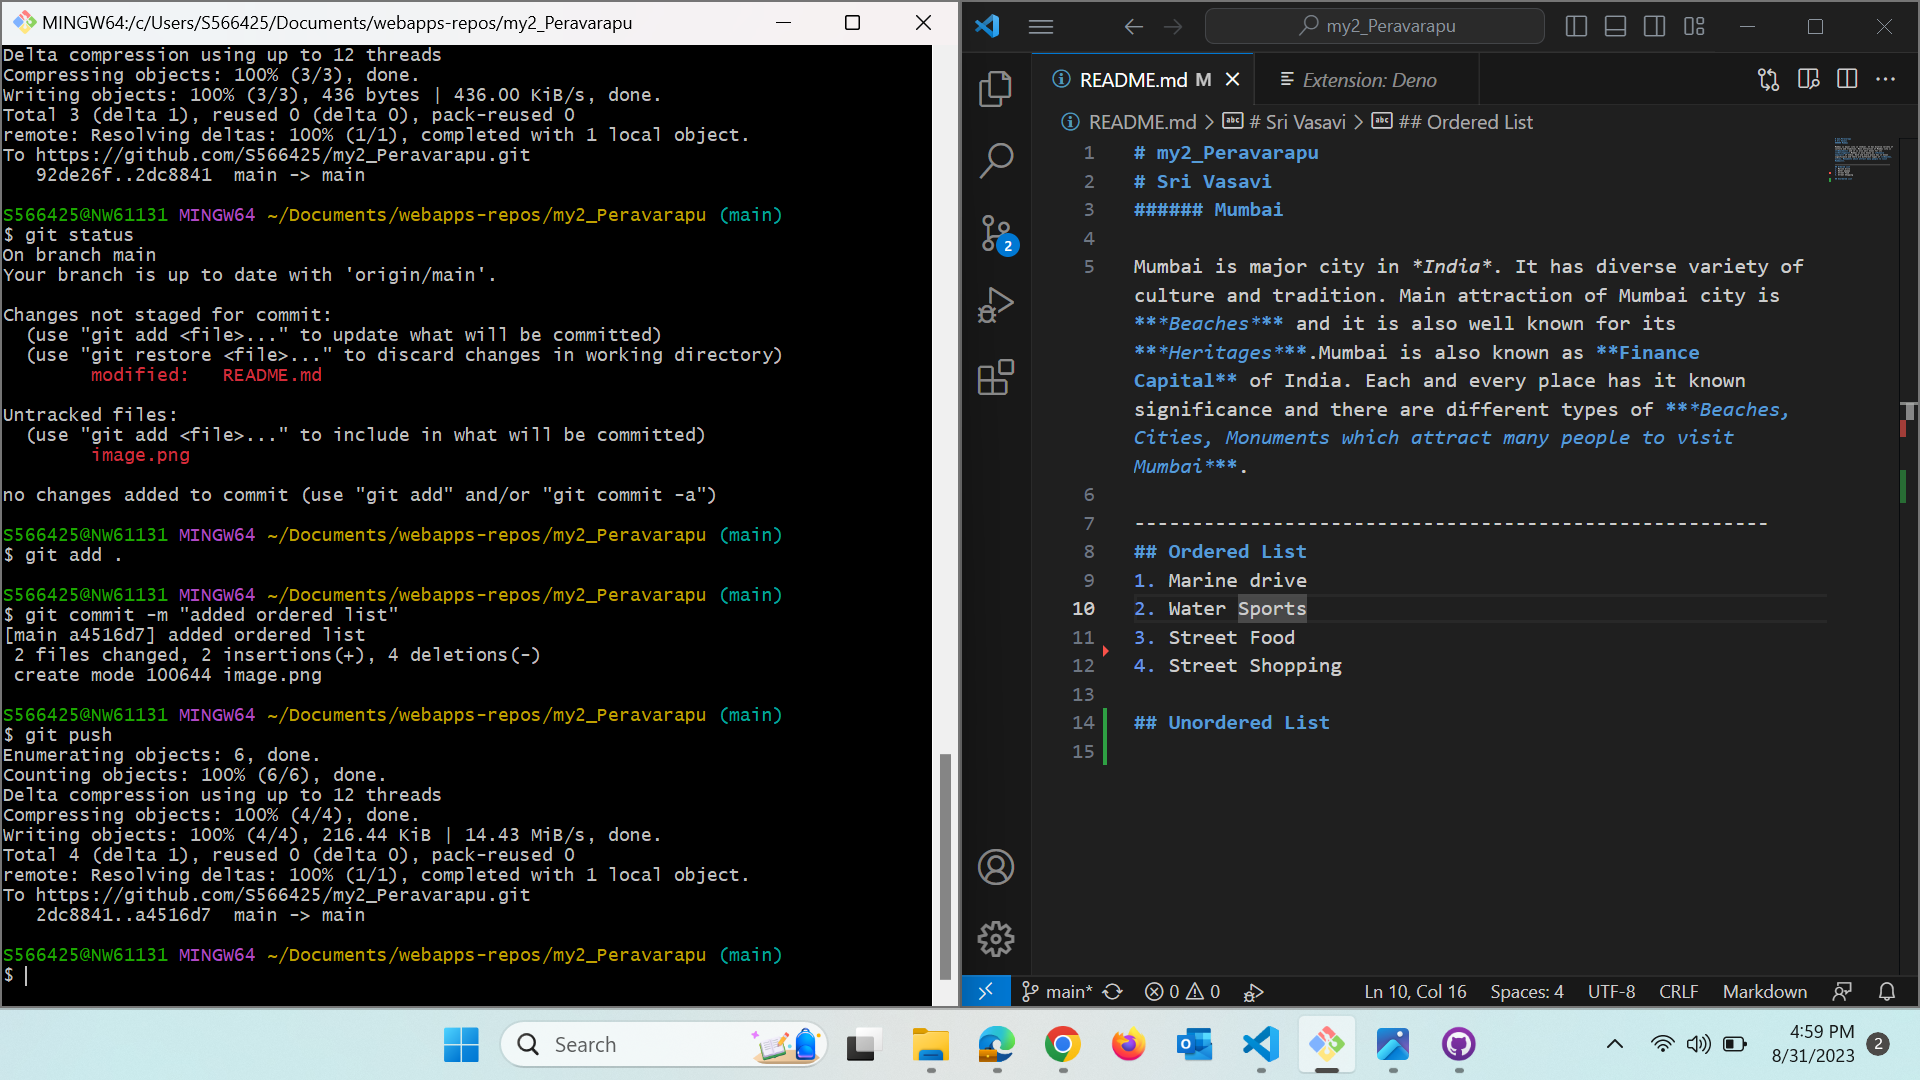 MINGW64:/c/Users/S566425/Documents/webapps-repos/my2_Peravarapu
Delta compression using up to 12 threads
Compressing objects: 100% (3/3), done.
Writing objects: 100% (3/3), 436 bytes | 436.00 KiB/s, done.
Total 3 (delta 1), reused 0 (delta 0), pack-reused 0
remote: Resolving deltas: 100% (1/1), completed with 1 local object.
To https://github.com/S566425/my2_Peravarapu.git
   92de26f..2dc8841  main -> main
S566425@NW61131 MINGW64 ~/Documents/webapps-repos/my2_Peravarapu (main)
$ git status
On branch main
Your branch is up to date with 'origin/main'.
Changes not staged for commit:
  (use "git add <file>..." to update what will be committed)
  (use "git restore <file>..." to discard changes in working directory)
        modified:   README.md
Untracked files:
  (use "git add <file>..." to include in what will be committed)
        image.png
no changes added to commit (use "git add" and/or "git commit -a")
S566425@NW61131 MINGW64 ~/Documents/webapps-repos/my2_Peravarapu (main)
$ git add .
S566425@NW61131 MINGW64 ~/Documents/webapps-repos/my2_Peravarapu (main)
$ git commit -m "added ordered list"
[main a4516d7] added ordered list
 2 files changed, 2 insertions(+), 4 deletions(-)
 create mode 100644 image.png
S566425@NW61131 MINGW64 ~/Documents/webapps-repos/my2_Peravarapu (main)
$ git push
Enumerating objects: 6, done.
Counting objects: 100% (6/6), done.
Delta compression using up to 12 threads
Compressing objects: 100% (4/4), done.
Writing objects: 100% (4/4), 216.44 KiB | 14.43 MiB/s, done.
Total 4 (delta 1), reused 0 (delta 0), pack-reused 0
remote: Resolving deltas: 100% (1/1), completed with 1 local object.
To https://github.com/S566425/my2_Peravarapu.git
   2dc8841..a4516d7  main -> main
S566425@NW61131 MINGW64 ~/Documents/webapps-repos/my2_Peravarapu (main)
$
my2_Peravarapu
README.md M
Extension: Deno
README.md > # Sri Vasavi > ## Ordered List
2
1 # my2_Peravarapu
2 # Sri Vasavi
3 ###### Mumbai
4
5 Mumbai is major city in *India*. It has diverse variety of
culture and tradition. Main attraction of Mumbai city is
***Beaches*** and it is also well known for its
***Heritages***.Mumbai is also known as **Finance
Capital** of India. Each and every place has it known
significance and there are different types of ***Beaches,
Cities, Monuments which attract many people to visit
Mumbai***.
6
7 -------------------------------------------------------
8 ## Ordered List
9 1. Marine drive
10 2. Water Sports
11 3. Street Food
12 4. Street Shopping
13
14 ## Unordered List
15
main* 0 0 Ln 10, Col 16 Spaces: 4 UTF-8 CRLF Markdown
Search
4:59 PM
8/31/2023
2